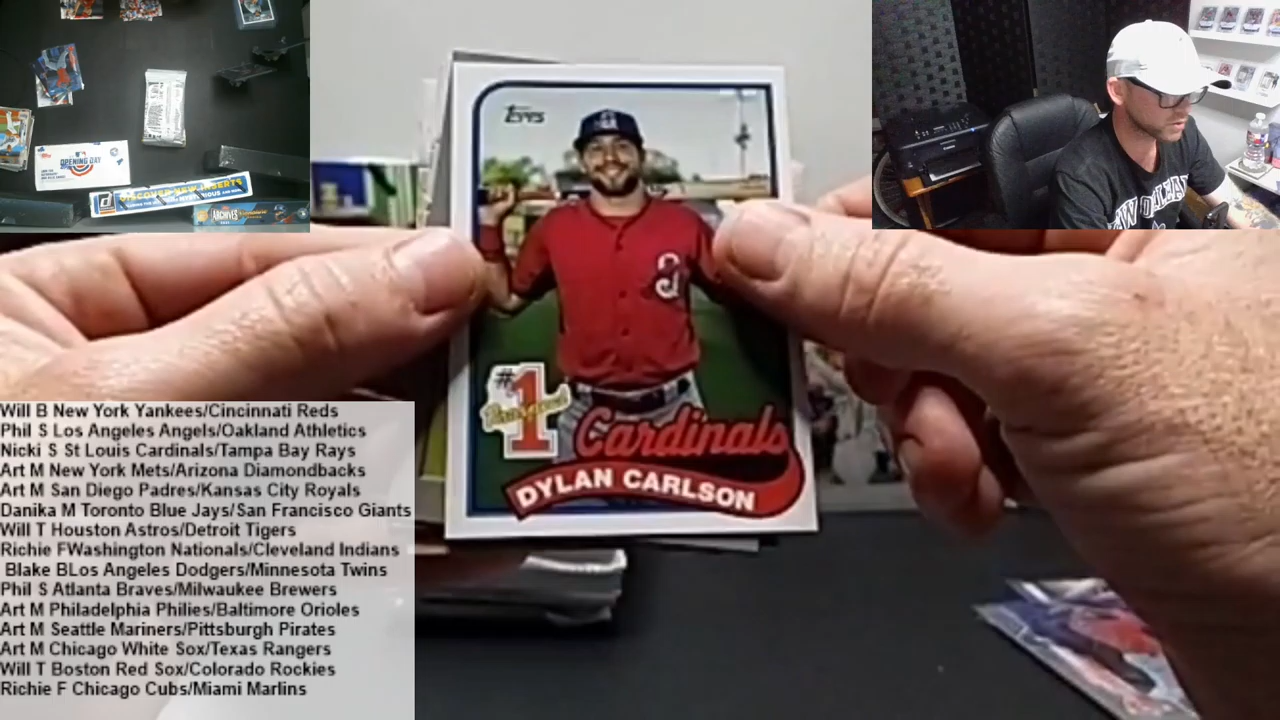 OPENING DAY
DISCOVER NEW INSERTS
ARCHIVES
Topps
#1
Cardinals
DYLAN CARLSON
Will B New York Yankees/Cincinnati Reds
Phil S Los Angeles Angels/Oakland Athletics
Nicki S St Louis Cardinals/Tampa Bay Rays
Art M New York Mets/Arizona Diamondbacks
Art M San Diego Padres/Kansas City Royals
Danika M Toronto Blue Jays/San Francisco Giants
Will T Houston Astros/Detroit Tigers
Richie FWashington Nationals/Cleveland Indians
Blake BLos Angeles Dodgers/Minnesota Twins
Phil S Atlanta Braves/Milwaukee Brewers
Art M Philadelphia Philies/Baltimore Orioles
Art M Seattle Mariners/Pittsburgh Pirates
Art M Chicago White Sox/Texas Rangers
Will T Boston Red Sox/Colorado Rockies
Richie F Chicago Cubs/Miami Marlins